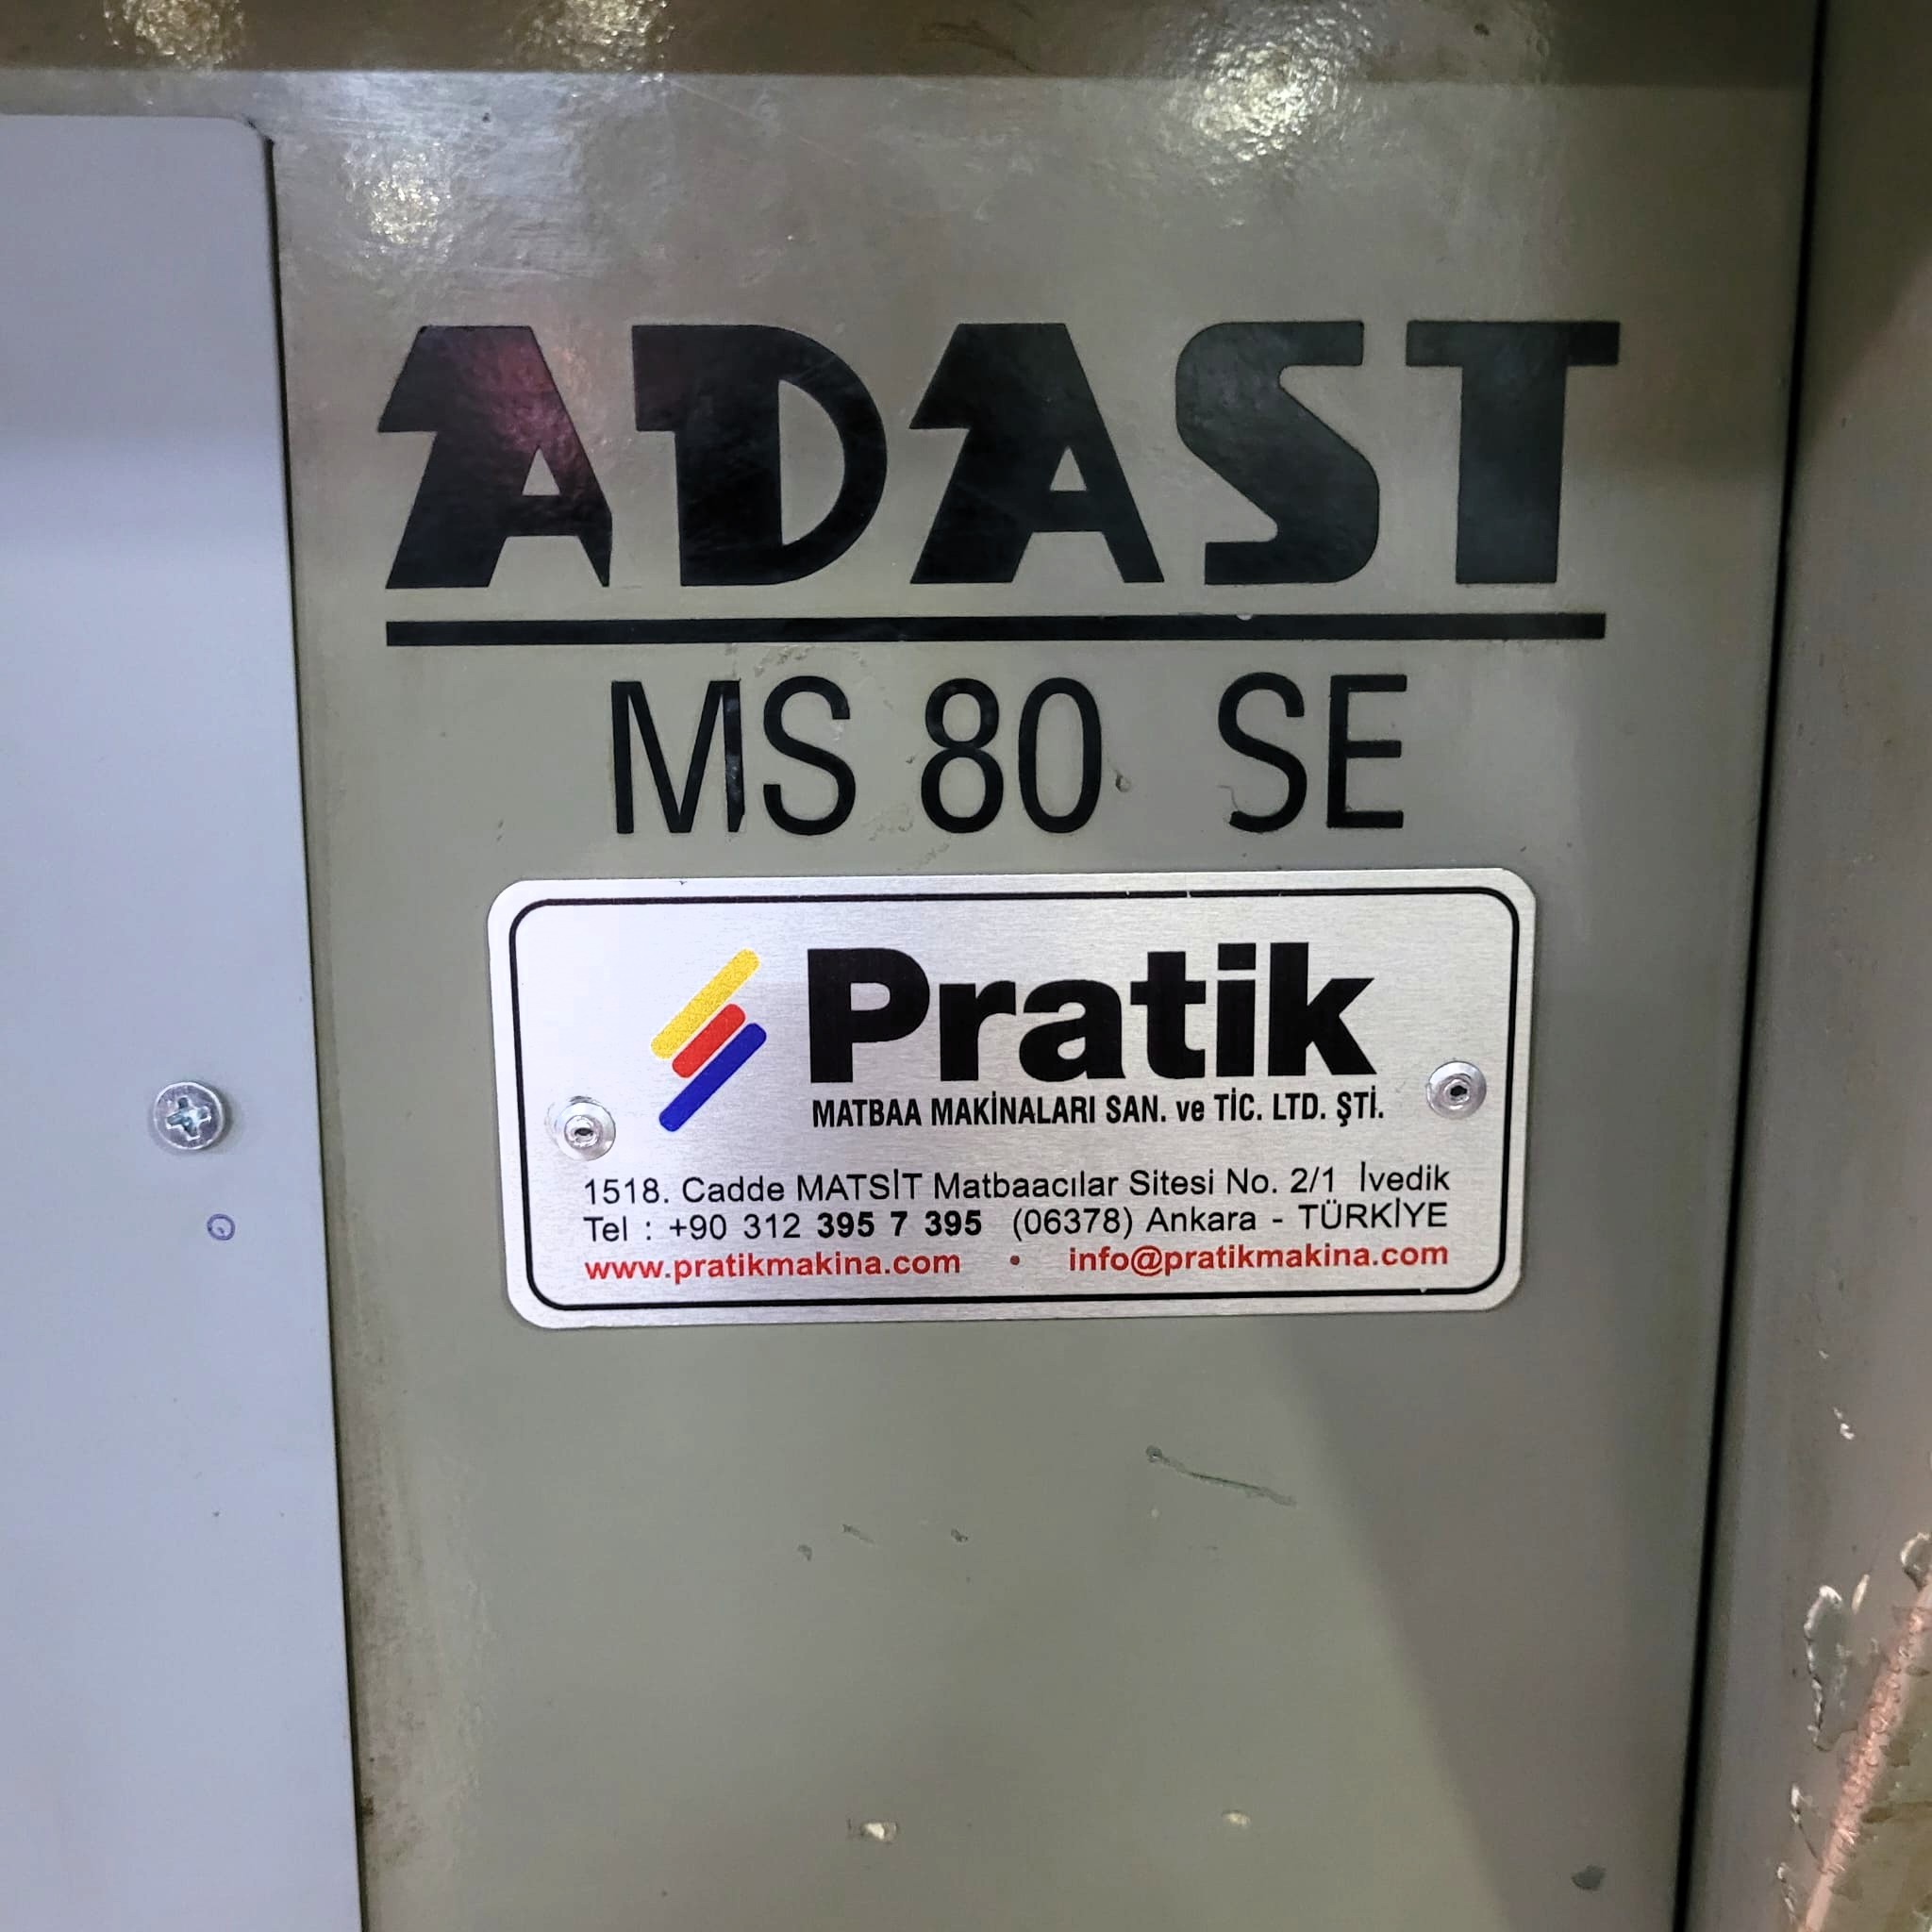 ADAST
MS 80 SE
Pratik
MATBAA MAKİNALARI SAN. ve TİC. LTD. ŞTİ.
1518. Cadde MATSİT Matbaacılar Sitesi No. 2/1 İvedik
Tel : +90 312 395 7 395 (06378) Ankara - TÜRKİYE
www.pratikmakina.com • info@pratikmakina.com